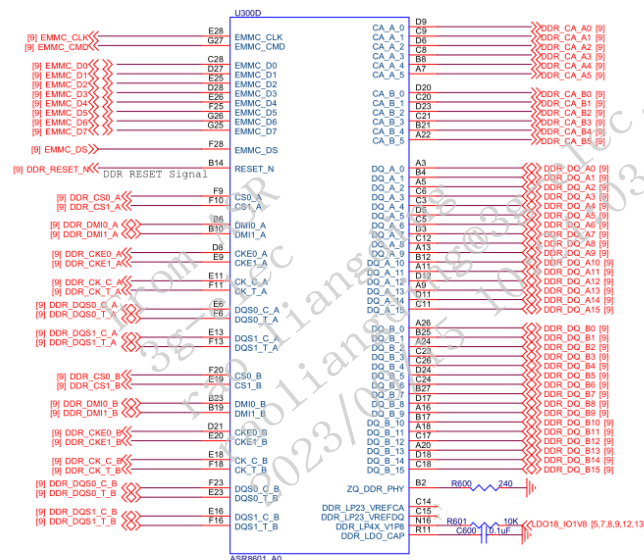 U300D
[9] EMMC_CLK E28 EMMC_CLK
[9] EMMC_CMD G27 EMMC_CMD
[9] EMMC_D0 C28 EMMC_D0
[9] EMMC_D1 D27 EMMC_D1
[9] EMMC_D2 E25 EMMC_D2
[9] EMMC_D3 D28 EMMC_D3
[9] EMMC_D4 E26 EMMC_D4
[9] EMMC_D5 F25 EMMC_D5
[9] EMMC_D6 G26 EMMC_D6
[9] EMMC_D7 G25 EMMC_D7
[9] EMMC_DS F28 EMMC_DS
[9] DDR_RESET_N B14 RESET_N
DDR RESET Signal
[9] DDR_CS0_A F9 CS0_A
[9] DDR_CS1_A F10 CS1_A
[9] DDR_DMI0_A B6 DMI0_A
[9] DDR_DMI1_A B10 DMI1_A
[9] DDR_CKE0_A D8 CKE0_A
[9] DDR_CKE1_A E9 CKE1_A
[9] DDR_CK_C_A E11 CK_C_A
[9] DDR_CK_T_A F11 CK_T_A
[9] DDR_DQS0_C_A E6 DQS0_C_A
[9] DDR_DQS0_T_A F6 DQS0_T_A
[9] DDR_DQS1_C_A E13 DQS1_C_A
[9] DDR_DQS1_T_A F13 DQS1_T_A
[9] DDR_CS0_B F20 CS0_B
[9] DDR_CS1_B E19 CS1_B
[9] DDR_DMI0_B B23 DMI0_B
[9] DDR_DMI1_B B19 DMI1_B
[9] DDR_CKE0_B D21 CKE0_B
[9] DDR_CKE1_B E20 CKE1_B
[9] DDR_CK_C_B E18 CK_C_B
[9] DDR_CK_T_B F18 CK_T_B
[9] DDR_DQS0_C_B F23 DQS0_C_B
[9] DDR_DQS0_T_B E23 DQS0_T_B
[9] DDR_DQS1_C_B E16 DQS1_C_B
[9] DDR_DQS1_T_B F16 DQS1_T_B
CA_A_0 D9 DDR_CA_A0 [9]
CA_A_1 C9 DDR_CA_A1 [9]
CA_A_2 D6 DDR_CA_A2 [9]
CA_A_3 C8 DDR_CA_A3 [9]
CA_A_4 B8 DDR_CA_A4 [9]
CA_A_5 A7 DDR_CA_A5 [9]
CA_B_0 D20 DDR_CA_B0 [9]
CA_B_1 C20 DDR_CA_B1 [9]
CA_B_2 D23 DDR_CA_B2 [9]
CA_B_3 C21 DDR_CA_B3 [9]
CA_B_4 B21 DDR_CA_B4 [9]
CA_B_5 A22 DDR_CA_B5 [9]
DQ_A_0 A3 DDR_DQ_A0 [9]
DQ_A_1 B4 DDR_DQ_A1 [9]
DQ_A_2 A5 DDR_DQ_A2 [9]
DQ_A_3 C6 DDR_DQ_A3 [9]
DQ_A_4 C3 DDR_DQ_A4 [9]
DQ_A_5 D5 DDR_DQ_A5 [9]
DQ_A_6 C5 DDR_DQ_A6 [9]
DQ_A_7 D3 DDR_DQ_A7 [9]
DQ_A_8 C12 DDR_DQ_A8 [9]
DQ_A_9 A13 DDR_DQ_A9 [9]
DQ_A_10 B12 DDR_DQ_A10 [9]
DQ_A_11 A11 DDR_DQ_A11 [9]
DQ_A_12 D12 DDR_DQ_A12 [9]
DQ_A_13 A9 DDR_DQ_A13 [9]
DQ_A_14 D11 DDR_DQ_A14 [9]
DQ_A_15 C11 DDR_DQ_A15 [9]
DQ_B_0 A26 DDR_DQ_B0 [9]
DQ_B_1 B25 DDR_DQ_B1 [9]
DQ_B_2 A24 DDR_DQ_B2 [9]
DQ_B_3 C23 DDR_DQ_B3 [9]
DQ_B_4 C26 DDR_DQ_B4 [9]
DQ_B_5 D24 DDR_DQ_B5 [9]
DQ_B_6 C24 DDR_DQ_B6 [9]
DQ_B_7 B27 DDR_DQ_B7 [9]
DQ_B_8 D17 DDR_DQ_B8 [9]
DQ_B_9 A16 DDR_DQ_B9 [9]
DQ_B_10 B17 DDR_DQ_B10 [9]
DQ_B_11 A18 DDR_DQ_B11 [9]
DQ_B_12 C17 DDR_DQ_B12 [9]
DQ_B_13 A20 DDR_DQ_B13 [9]
DQ_B_14 D18 DDR_DQ_B14 [9]
DQ_B_15 C18 DDR_DQ_B15 [9]
ZQ_DDR_PHY B2 R600 240
DDR_LP23_VREFCA C14
DDR_LP23_VREFDQ C15
DDR_LP4X_V1P8 N16 R601 10K LDO18_IO1V8 [5,7,8,9,12,13
DDR_LDO_CAP R11 C600 0.1uF
ASR8601_A0
From ASR
3g-elec
rao liangding